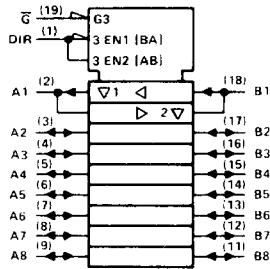 G (19) G3
DIR (1) 3 EN1 (BA)
3 EN2 (AB)
A1 (2) ▽1 ◁ (18) B1
▷ 2▽
A2 (3) (17) B2
A3 (4) (16) B3
A4 (5) (15) B4
A5 (6) (14) B5
A6 (7) (13) B6
A7 (8) (12) B7
A8 (9) (11) B8